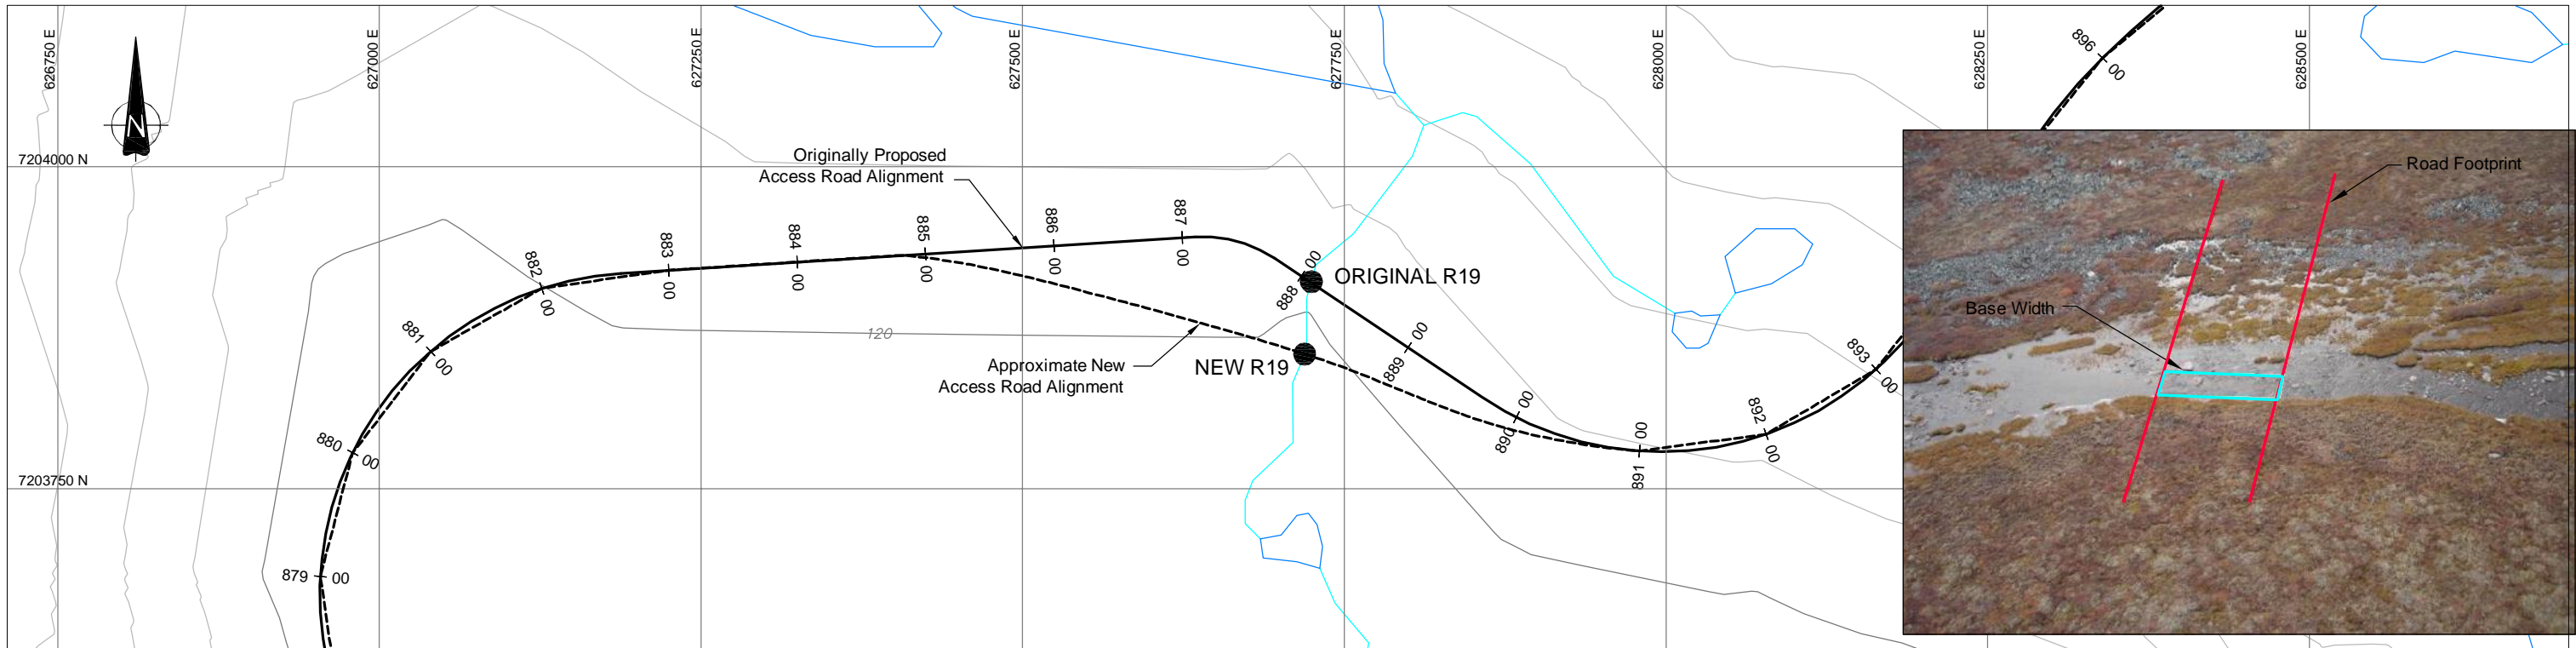 626750 E
627000 E
627250 E
627500 E
627750 E
628000 E
628250 E
628500 E
N
7204000 N
7203750 N
Originally Proposed
Access Road Alignment
Approximate New
Access Road Alignment
ORIGINAL R19
NEW R19
120
879 00
880 00
881 00
882 00
883 00
884 00
885 00
886 00
887 00
888 00
889 00
890 00
891 00
892 00
893 00
896 00
Road Footprint
Base Width